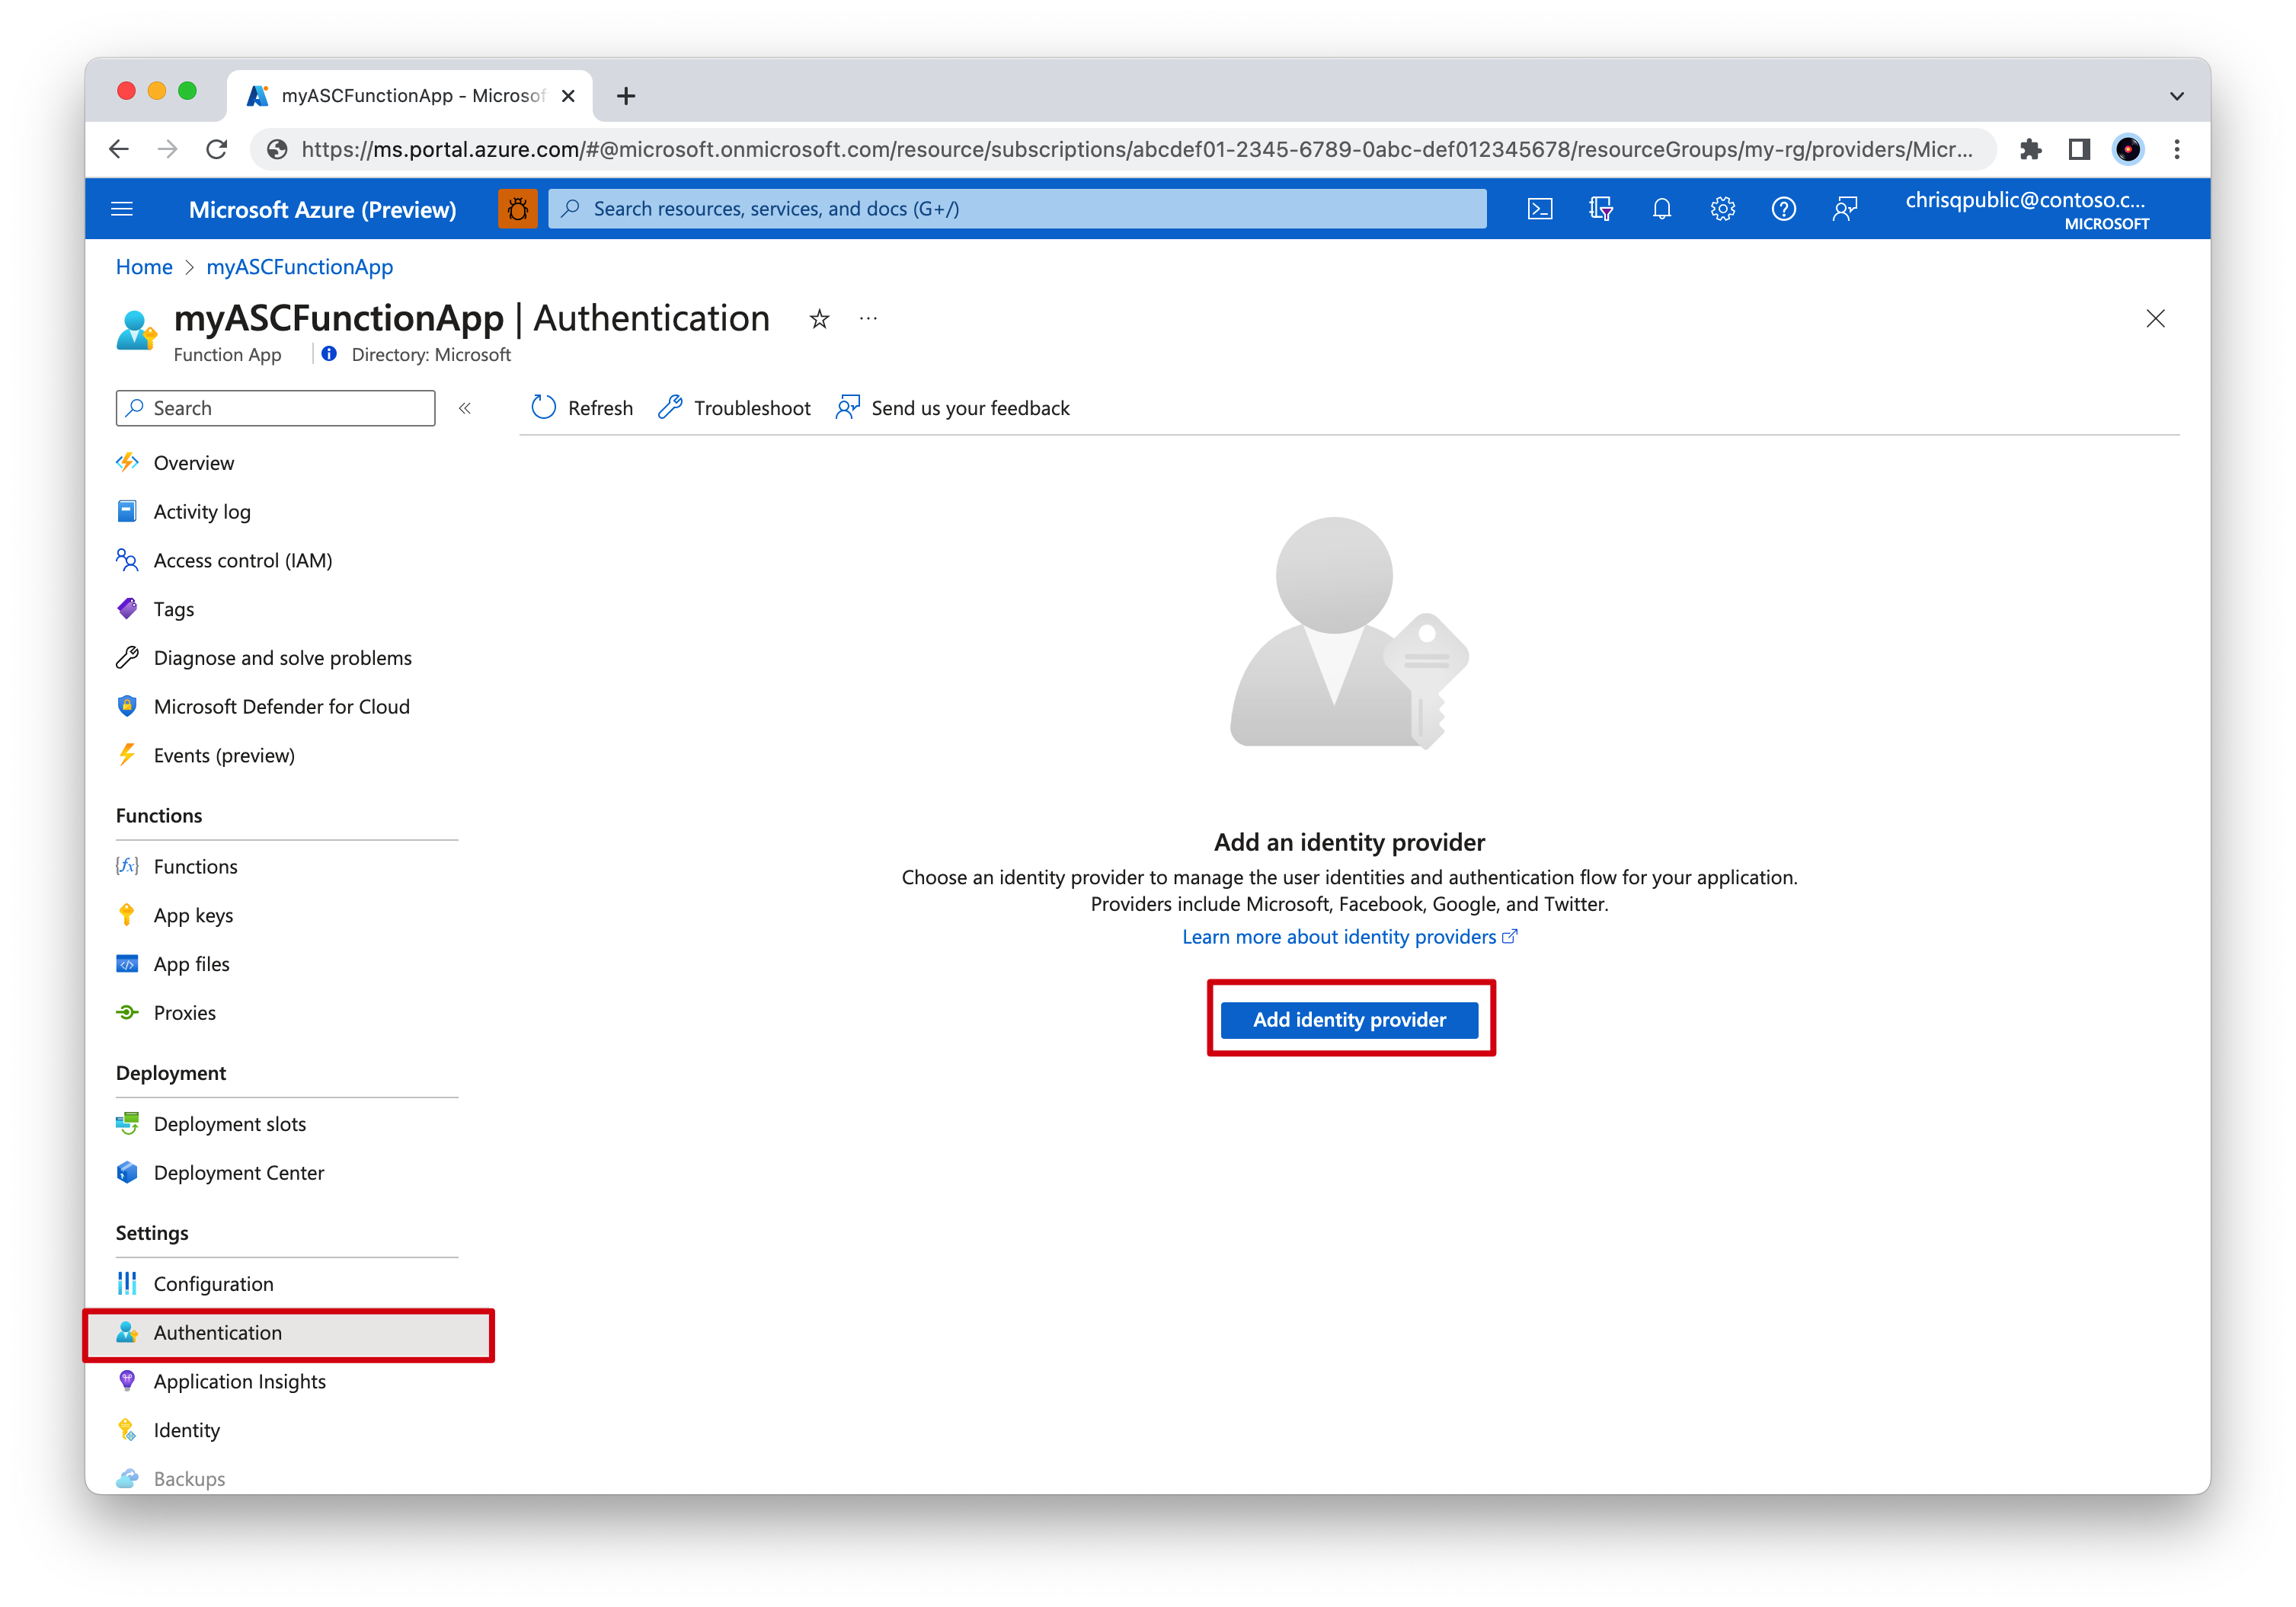 myASCFunctionApp - Microsof
https://ms.portal.azure.com/#@microsoft.onmicrosoft.com/resource/subscriptions/abcdef01-2345-6789-0abc-def012345678/resourceGroups/my-rg/providers/Micr...
Microsoft Azure (Preview)
Search resources, services, and docs (G+/)
chrisqpublic@contoso.c...
MICROSOFT
Home > myASCFunctionApp
myASCFunctionApp | Authentication
Function App
Directory: Microsoft
Search
Refresh
Troubleshoot
Send us your feedback
Overview
Activity log
Access control (IAM)
Tags
Diagnose and solve problems
Microsoft Defender for Cloud
Events (preview)
Functions
Functions
App keys
App files
Proxies
Deployment
Deployment slots
Deployment Center
Settings
Configuration
Authentication
Application Insights
Identity
Backups
Add an identity provider
Choose an identity provider to manage the user identities and authentication flow for your application.
Providers include Microsoft, Facebook, Google, and Twitter.
Learn more about identity providers
Add identity provider